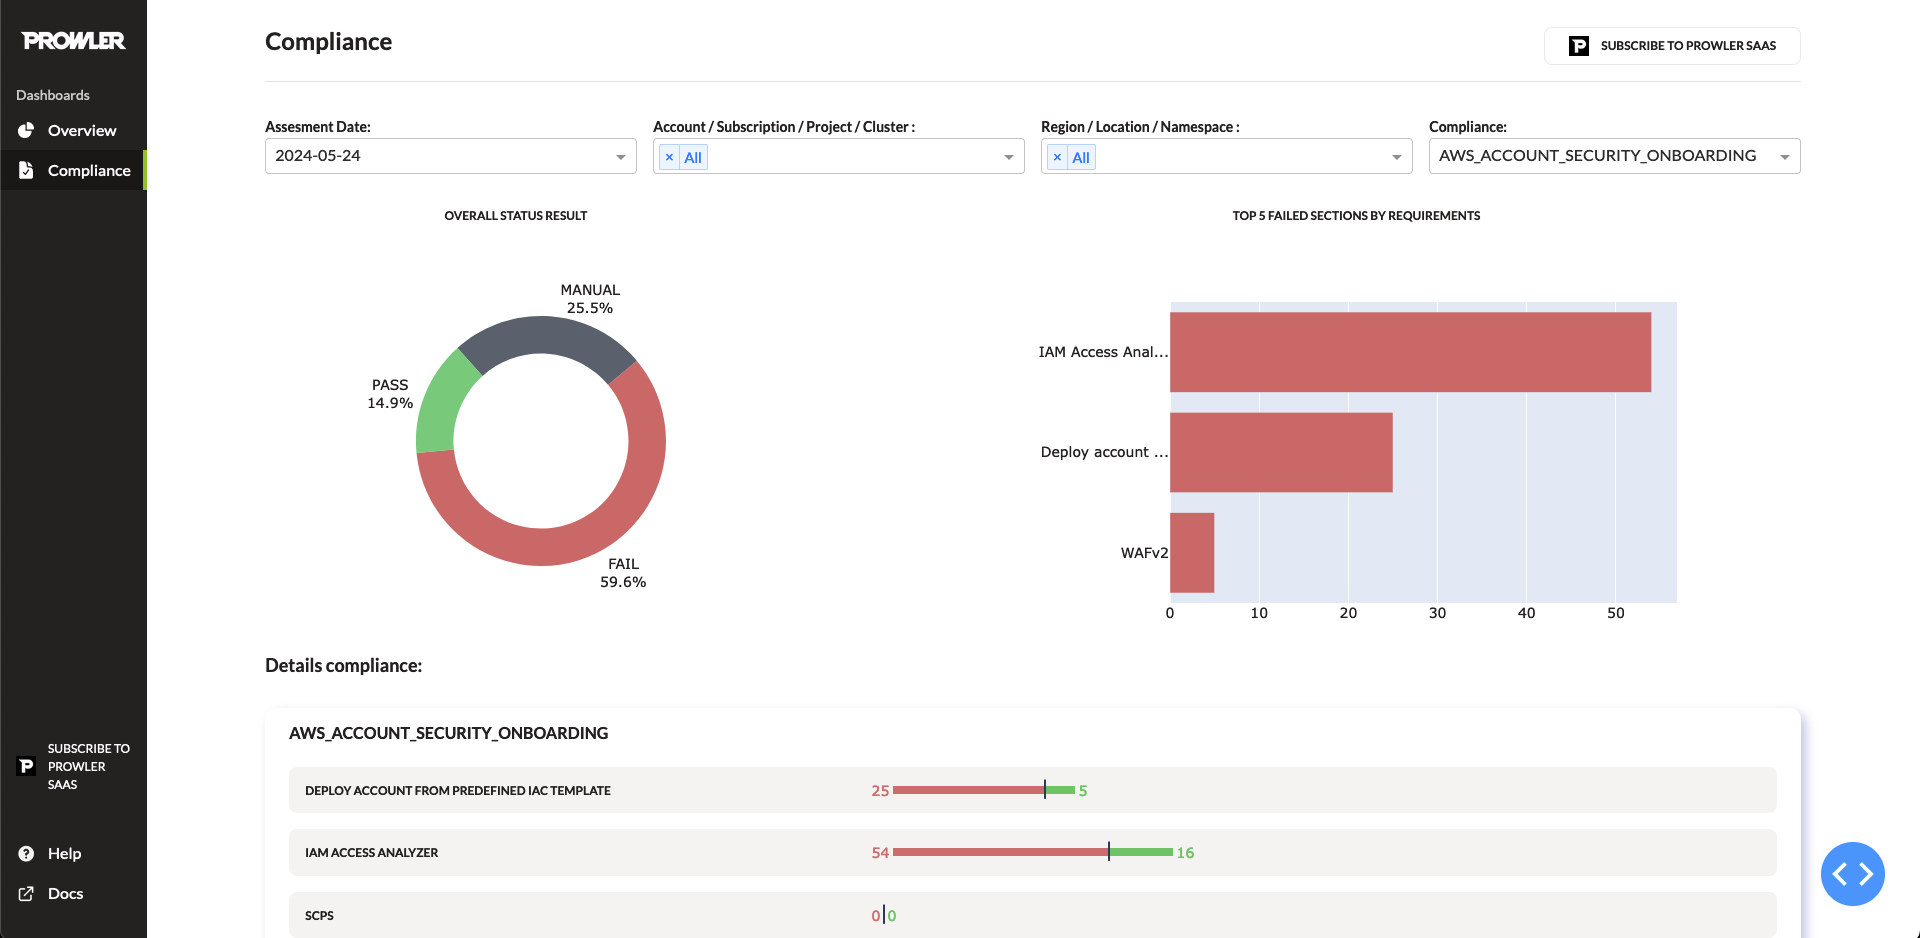 PROWLER
Dashboards
Overview
Compliance
SUBSCRIBE TO
PROWLER
SAAS
Help
Docs
Compliance
SUBSCRIBE TO PROWLER SAAS
Assesment Date:
2024-05-24
Account / Subscription / Project / Cluster :
× All
Region / Location / Namespace :
× All
Compliance:
AWS_ACCOUNT_SECURITY_ONBOARDING
OVERALL STATUS RESULT
MANUAL
25.5%
PASS
14.9%
FAIL
59.6%
TOP 5 FAILED SECTIONS BY REQUIREMENTS
IAM Access Anal...
Deploy account ...
WAFv2
0 10 20 30 40 50
Details compliance:
AWS_ACCOUNT_SECURITY_ONBOARDING
DEPLOY ACCOUNT FROM PREDEFINED IAC TEMPLATE 25 5
IAM ACCESS ANALYZER 54 16
SCPS 0 0